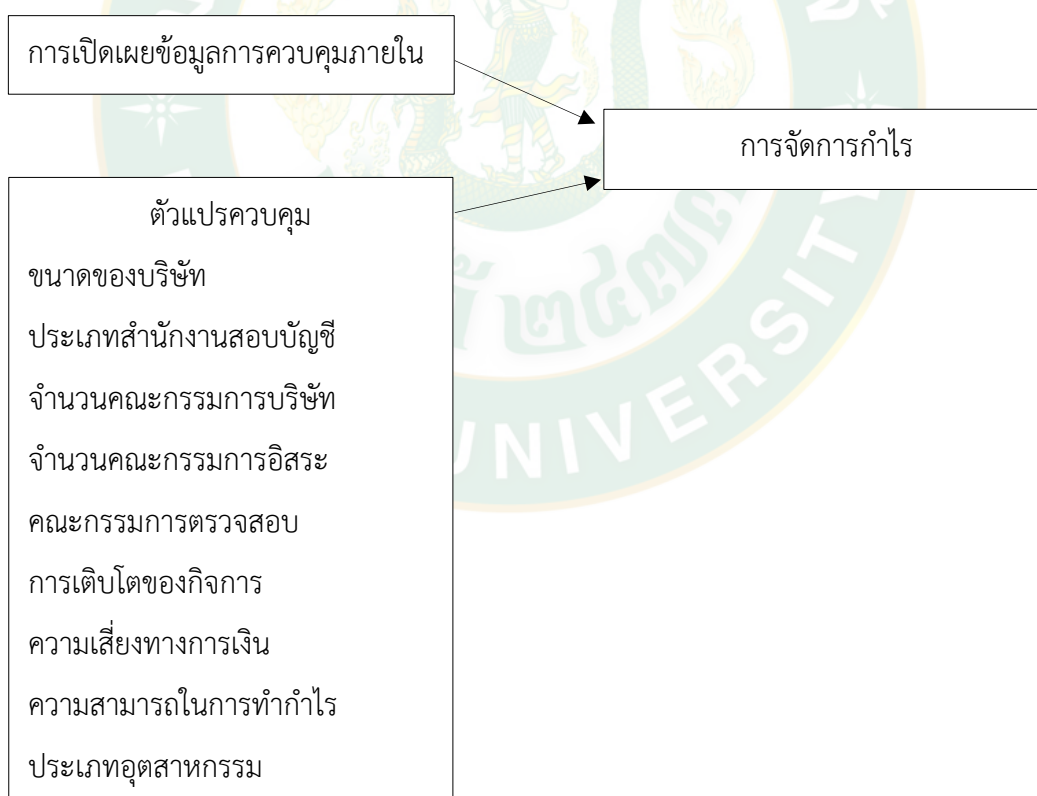 การเปิดเผยข้อมูลการควบคุมภายใน
การจัดการกำไร
ตัวแปรควบคุม
ขนาดของบริษัท
ประเภทสำนักงานสอบบัญชี
จำนวนคณะกรรมการบริษัท
จำนวนคณะกรรมการอิสระ
คณะกรรมการตรวจสอบ
การเติบโตของกิจการ
ความเสี่ยงทางการเงิน
ความสามารถในการทำกำไร
ประเภทอุตสาหกรรม
UNIVERSITY